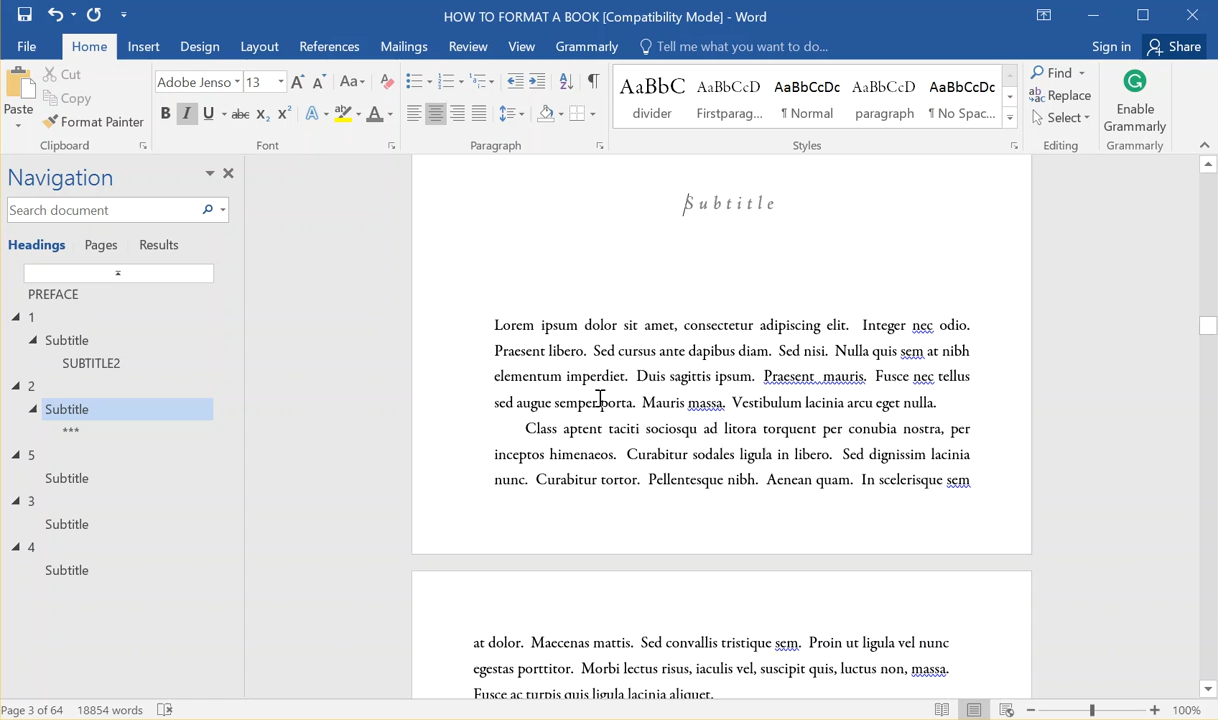 HOW TO FORMAT A BOOK [Compatibility Mode] - Word
File Home Insert Design Layout References Mailings Review View Grammarly Tell me what you want to do... Sign in Share
Paste
Cut
Copy
Format Painter
Clipboard
Adobe Jenso 13 Aa
B I U abc X₂ X² A A
Font
Paragraph
AaBbC AaBbCcD AaBbCcDc AaBbCcD AaBbCcDc
divider Firstparag... ¶ Normal paragraph ¶ No Spac...
Styles
Find
Replace
Select
Editing
Enable
Grammarly
Grammarly
Navigation
Search document
Headings Pages Results
PREFACE
1
Subtitle
SUBTITLE2
2
Subtitle
***
5
Subtitle
3
Subtitle
4
Subtitle
Subtitle
Lorem ipsum dolor sit amet, consectetur adipiscing elit. Integer nec odio.
Praesent libero. Sed cursus ante dapibus diam. Sed nisi. Nulla quis sem at nibh
elementum imperdiet. Duis sagittis ipsum. Praesent mauris. Fusce nec tellus
sed augue semper porta. Mauris massa. Vestibulum lacinia arcu eget nulla.
Class aptent taciti sociosqu ad litora torquent per conubia nostra, per
inceptos himenaeos. Curabitur sodales ligula in libero. Sed dignissim lacinia
nunc. Curabitur tortor. Pellentesque nibh. Aenean quam. In scelerisque sem
at dolor. Maecenas mattis. Sed convallis tristique sem. Proin ut ligula vel nunc
egestas porttitor. Morbi lectus risus, iaculis vel, suscipit quis, luctus non, massa.
Fusce ac turpis quis ligula lacinia aliquet.
Page 3 of 64 18854 words 100%